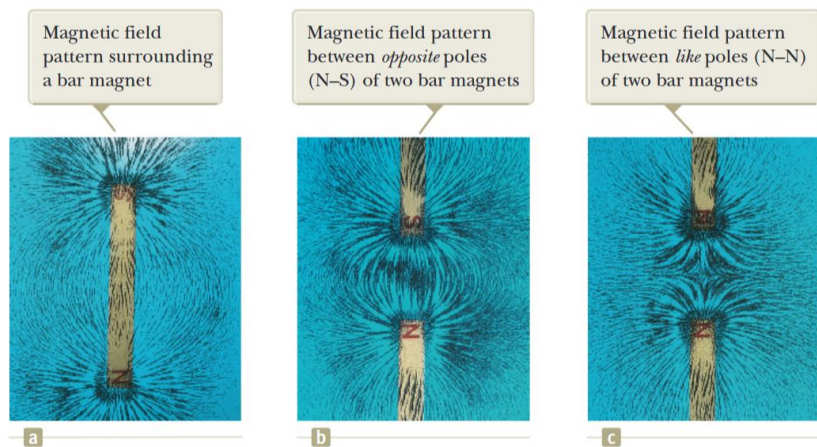 Magnetic field
pattern surrounding
a bar magnet
Magnetic field pattern
between opposite poles
(N–S) of two bar magnets
Magnetic field pattern
between like poles (N–N)
of two bar magnets
S
N
S
N
N
N
a
b
c